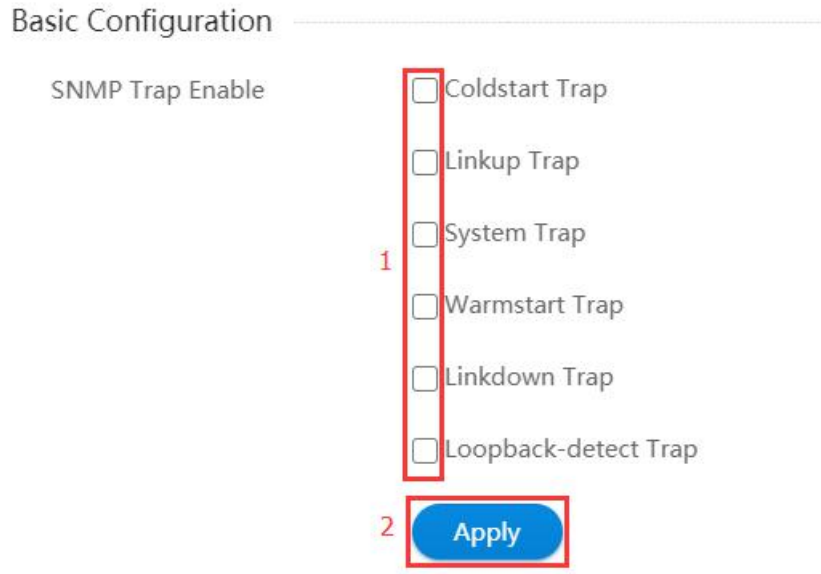 Basic Configuration
SNMP Trap Enable
Coldstart Trap
Linkup Trap
System Trap
1
Warmstart Trap
Linkdown Trap
Loopback-detect Trap
2
Apply